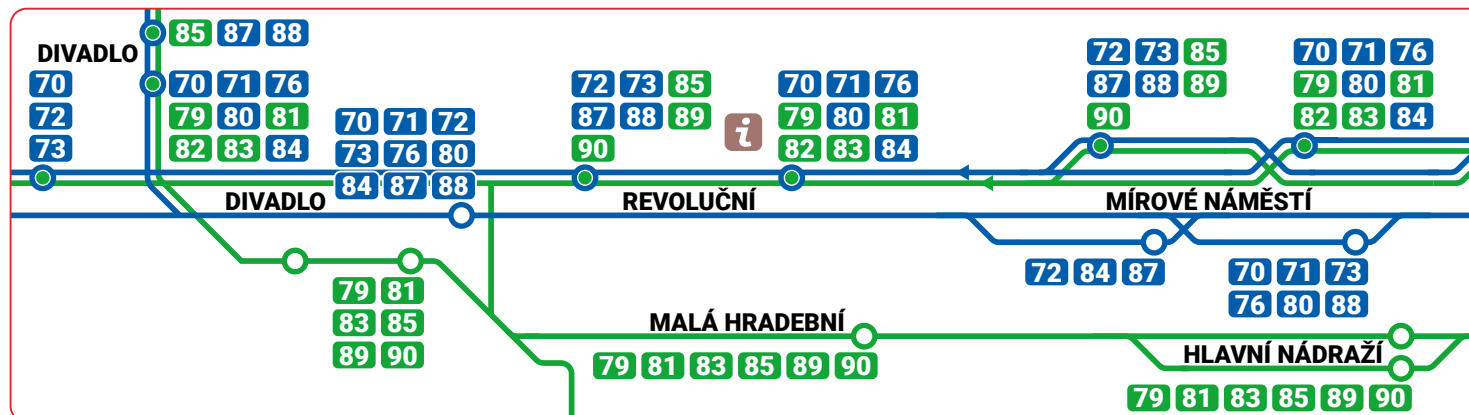 85 87 88
DIVADLO
70
72
73
70 71 76
79 80 81
82 83 84
70 71 72
73 76 80
84 87 88
DIVADLO
79 81
83 85
89 90
72 73 85
87 88 89
90
i
70 71 76
79 80 81
82 83 84
REVOLUČNÍ
72 73 85
87 88 89
90
70 71 76
79 80 81
82 83 84
MÍROVÉ NÁMĚSTÍ
72 84 87
70 71 73
76 80 88
MALÁ HRADEBNÍ
79 81 83 85 89 90
HLAVNÍ NÁDRAŽÍ
79 81 83 85 89 90